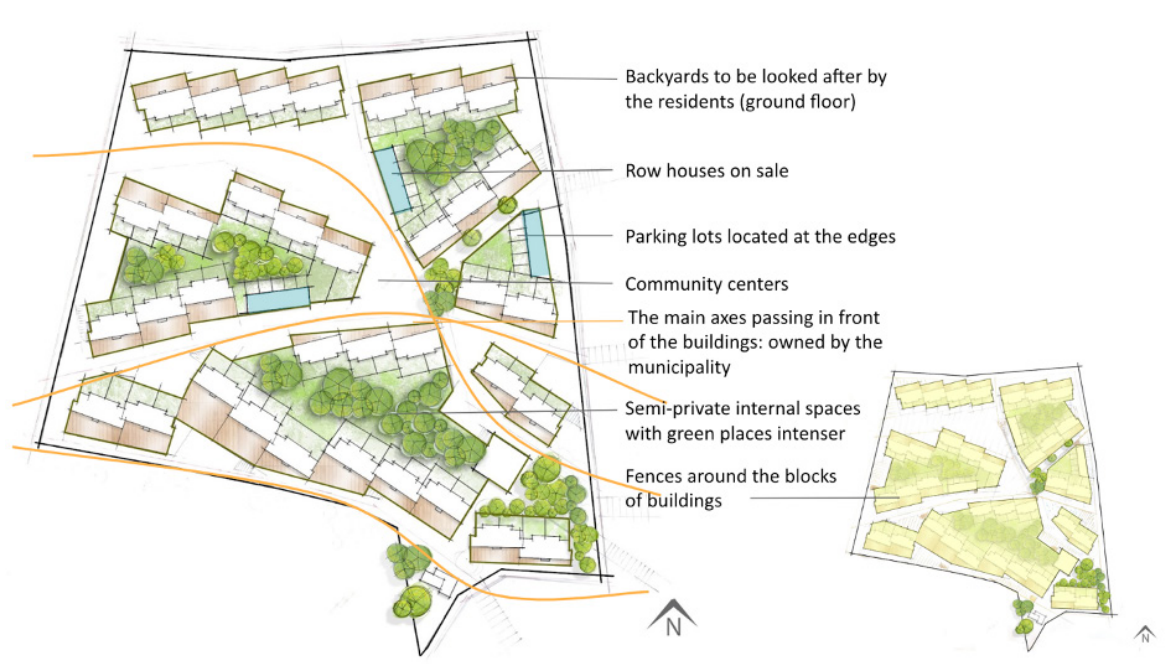 Backyards to be looked after by
the residents (ground floor)
Row houses on sale
Parking lots located at the edges
Community centers
The main axes passing in front
of the buildings: owned by the
municipality
Semi-private internal spaces
with green places intenser
Fences around the blocks
of buildings
N
N